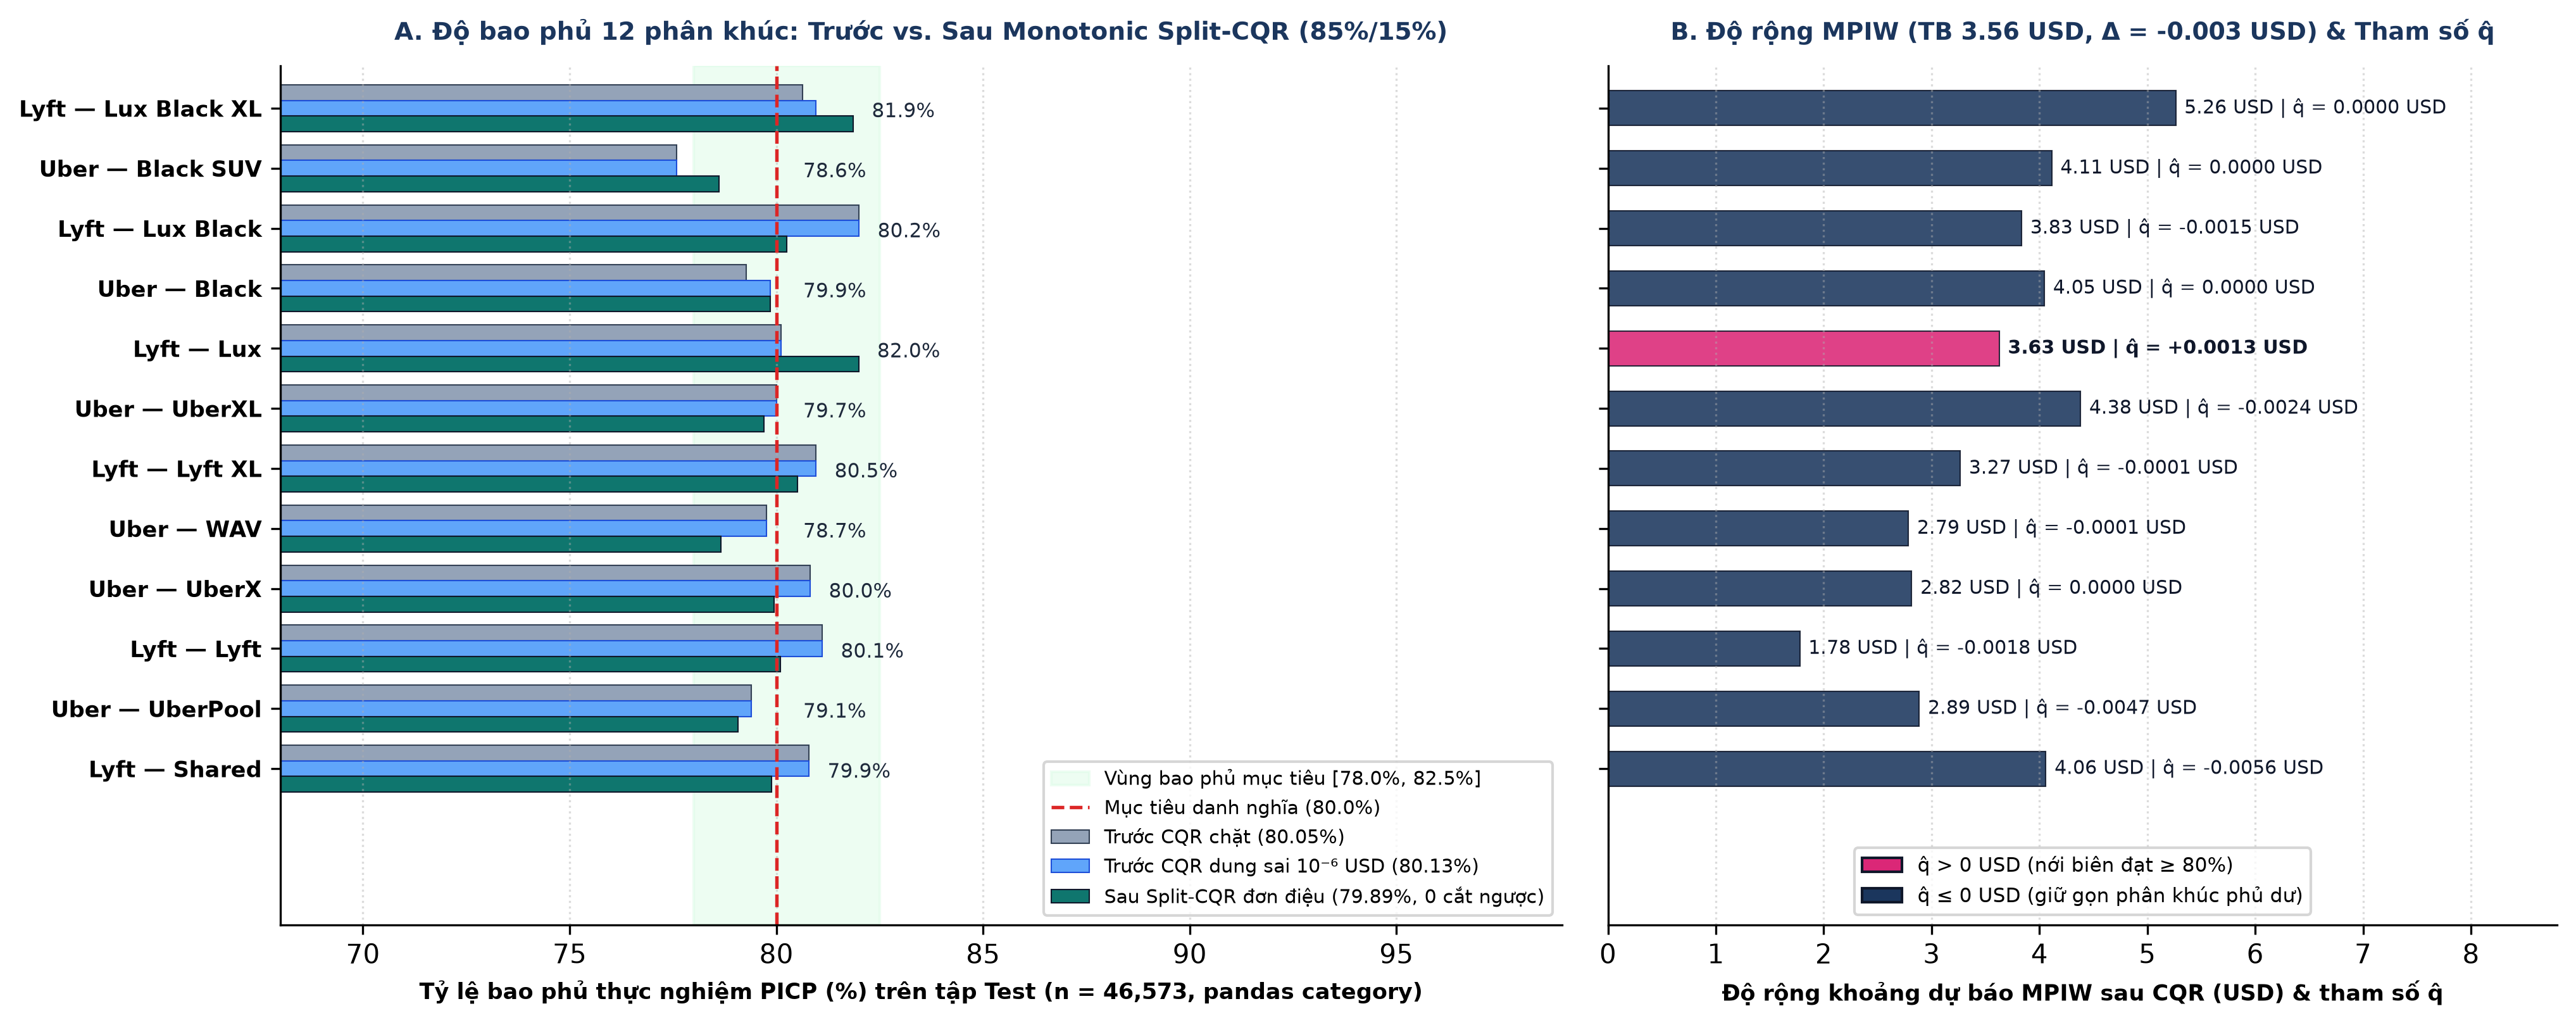 A. Độ bao phủ 12 phân khúc: Trước vs. Sau Monotonic Split-CQR (85%/15%)
Lyft — Lux Black XL
81.9%
Uber — Black SUV
78.6%
Lyft — Lux Black
80.2%
Uber — Black
79.9%
Lyft — Lux
82.0%
Uber — UberXL
79.7%
Lyft — Lyft XL
80.5%
Uber — WAV
78.7%
Uber — UberX
80.0%
Lyft — Lyft
80.1%
Uber — UberPool
79.1%
Lyft — Shared
79.9%
Vùng bao phủ mục tiêu [78.0%, 82.5%]
Mục tiêu danh nghĩa (80.0%)
Trước CQR chặt (80.05%)
Trước CQR dung sai 10⁻⁶ USD (80.13%)
Sau Split-CQR đơn điệu (79.89%, 0 cắt ngược)
70 75 80 85 90 95
Tỷ lệ bao phủ thực nghiệm PICP (%) trên tập Test (n = 46,573, pandas category)
B. Độ rộng MPIW (TB 3.56 USD, Δ = -0.003 USD) & Tham số q̂
5.26 USD | q̂ = 0.0000 USD
4.11 USD | q̂ = 0.0000 USD
3.83 USD | q̂ = -0.0015 USD
4.05 USD | q̂ = 0.0000 USD
3.63 USD | q̂ = +0.0013 USD
4.38 USD | q̂ = -0.0024 USD
3.27 USD | q̂ = -0.0001 USD
2.79 USD | q̂ = -0.0001 USD
2.82 USD | q̂ = 0.0000 USD
1.78 USD | q̂ = -0.0018 USD
2.89 USD | q̂ = -0.0047 USD
4.06 USD | q̂ = -0.0056 USD
q̂ > 0 USD (nới biên đạt ≥ 80%)
q̂ ≤ 0 USD (giữ gọn phân khúc phủ dư)
0 1 2 3 4 5 6 7 8
Độ rộng khoảng dự báo MPIW sau CQR (USD) & tham số q̂